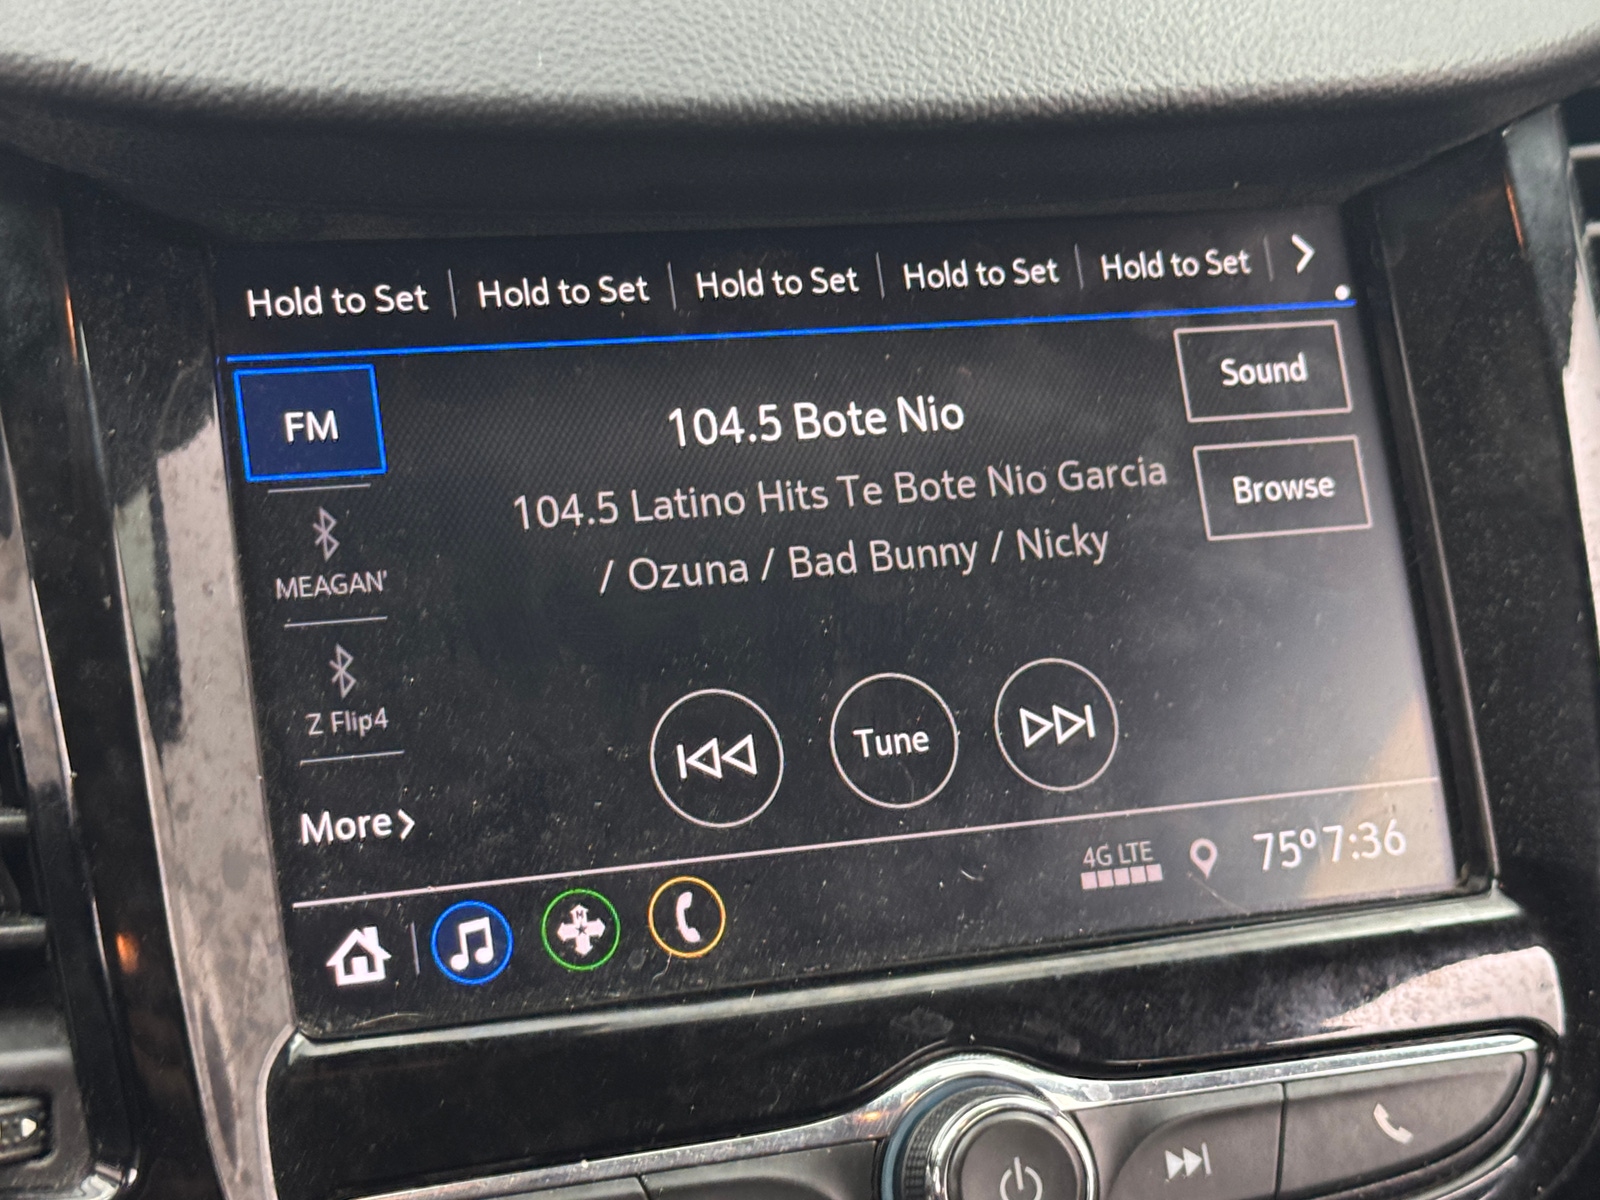 Hold to Set Hold to Set Hold to Set Hold to Set Hold to Set
FM
Sound
104.5 Bote Nio
104.5 Latino Hits Te Bote Nio Garcia
/ Ozuna / Bad Bunny / Nicky
Browse
MEAGAN'
Z Flip4
Tune
More
4G LTE
75° 7:36